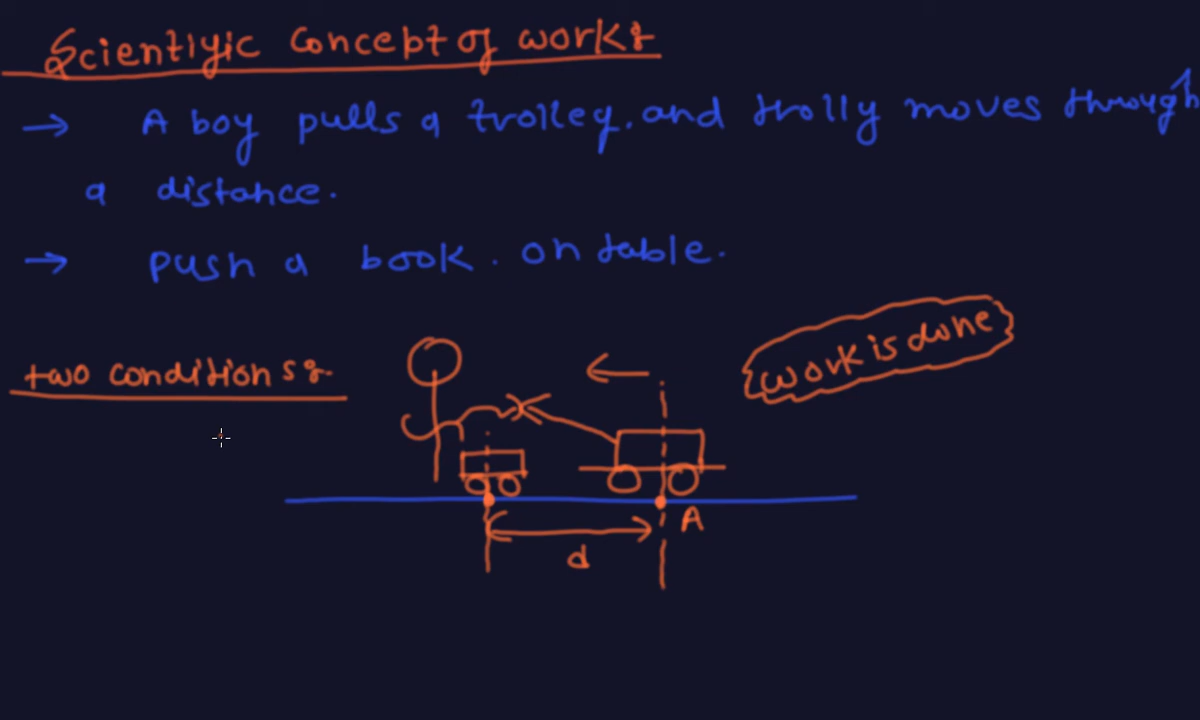 Scientific Concept of work:
→ A boy pulls a trolley. and trolly moves through
a distance.
→ push a book. on table.
two conditions:-
work is done
A
d